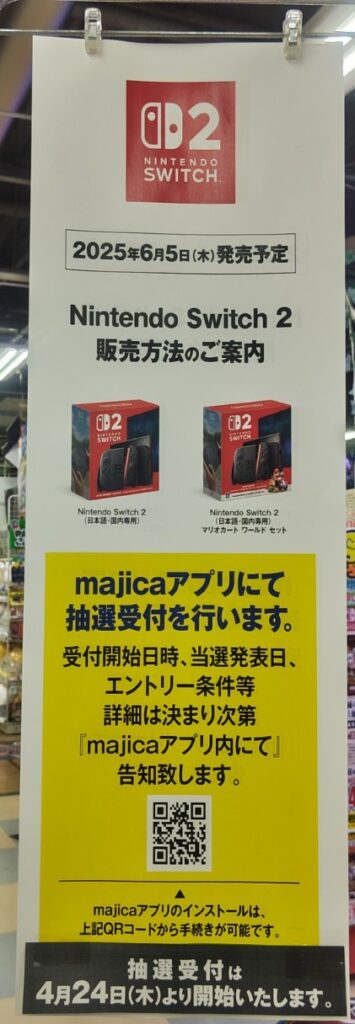 2
NINTENDO
SWITCH
2025年6月5日(木)発売予定
Nintendo Switch 2
販売方法のご案内
2
NINTENDO
SWITCH
2
NINTENDO
SWITCH
Nintendo Switch 2
(日本語・国内専用)
Nintendo Switch 2
(日本語・国内専用)
マリオカート ワールド セット
majicaアプリにて
抽選受付を行います。
受付開始日時、当選発表日、
エントリー条件等
詳細は決まり次第
『majicaアプリ内にて』
告知致します。
▲
majicaアプリのインストールは、
上記QRコードから手続きが可能です。
抽選受付は
4月24日(木)より開始いたします。